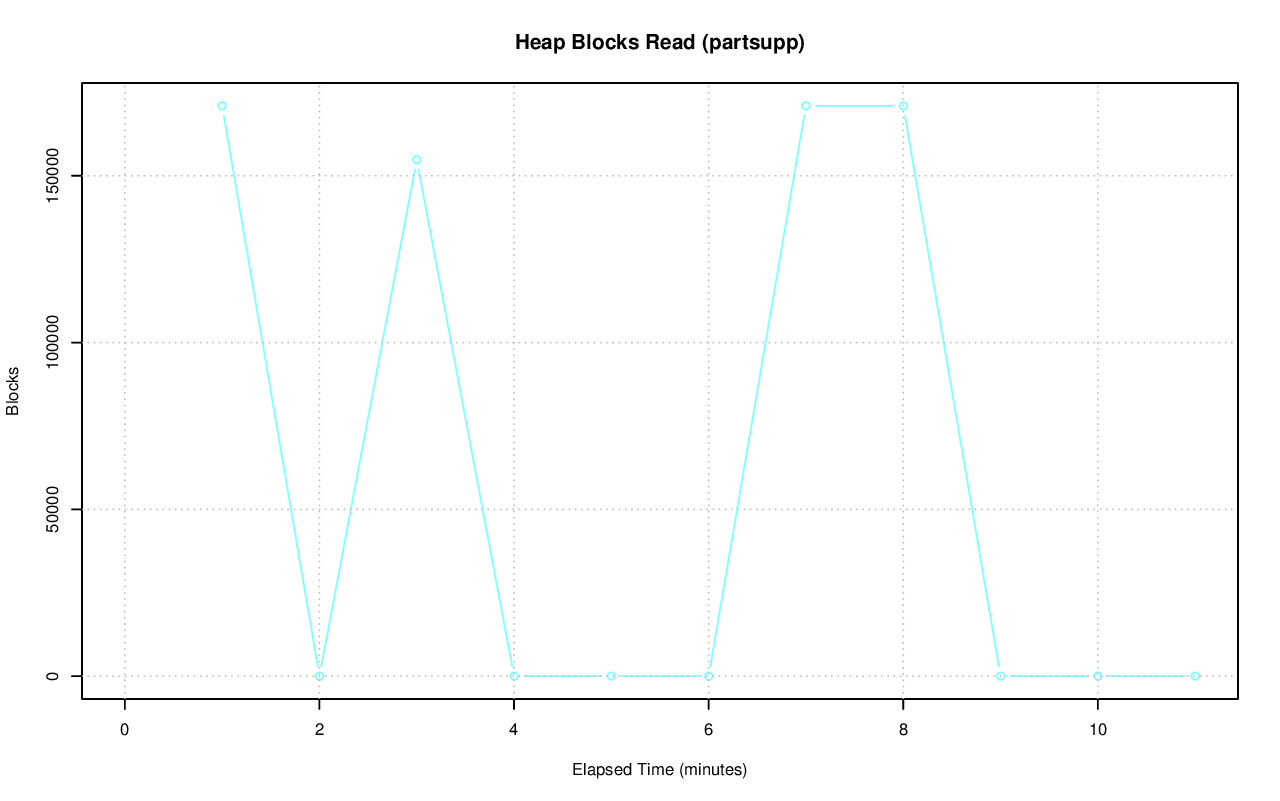 Heap Blocks Read (partsupp)
Blocks
150000
100000
50000
0
0 2 4 6 8 10
Elapsed Time (minutes)